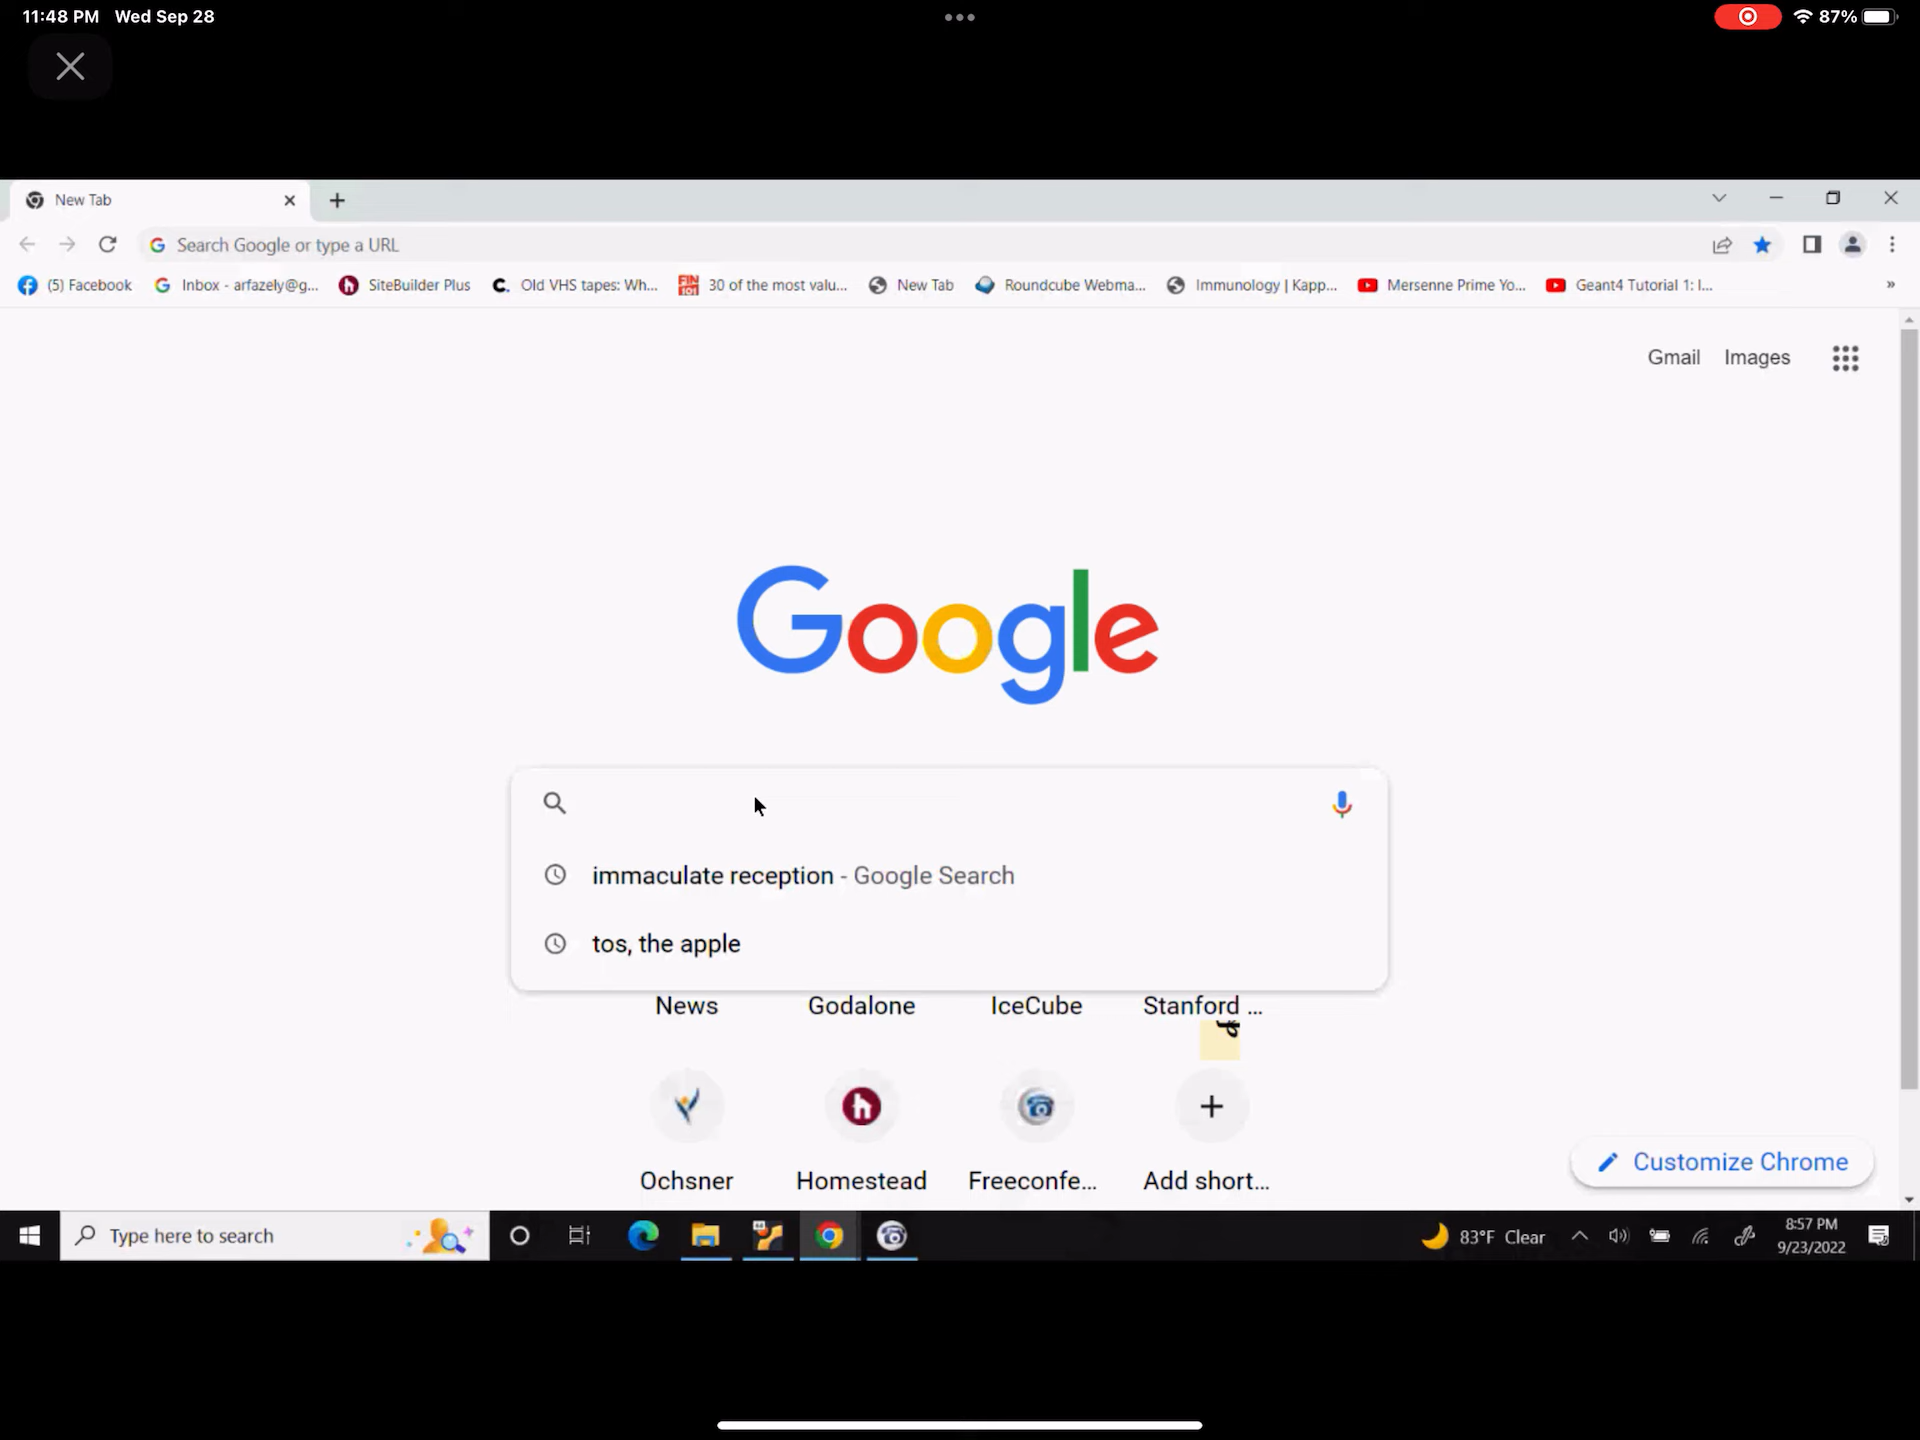 11:48 PM Wed Sep 28
87%
New Tab
Search Google or type a URL
(5) Facebook Inbox - arfazely@g... SiteBuilder Plus Old VHS tapes: Wh... 30 of the most valu... New Tab Roundcube Webma... Immunology | Kapp... Mersenne Prime Yo... Geant4 Tutorial 1: I... »
Gmail Images
Google
immaculate reception - Google Search
tos, the apple
News Godalone IceCube Stanford ...
Ochsner Homestead Freeconfe... Add short...
Customize Chrome
Type here to search
83°F Clear
8:57 PM
9/23/2022